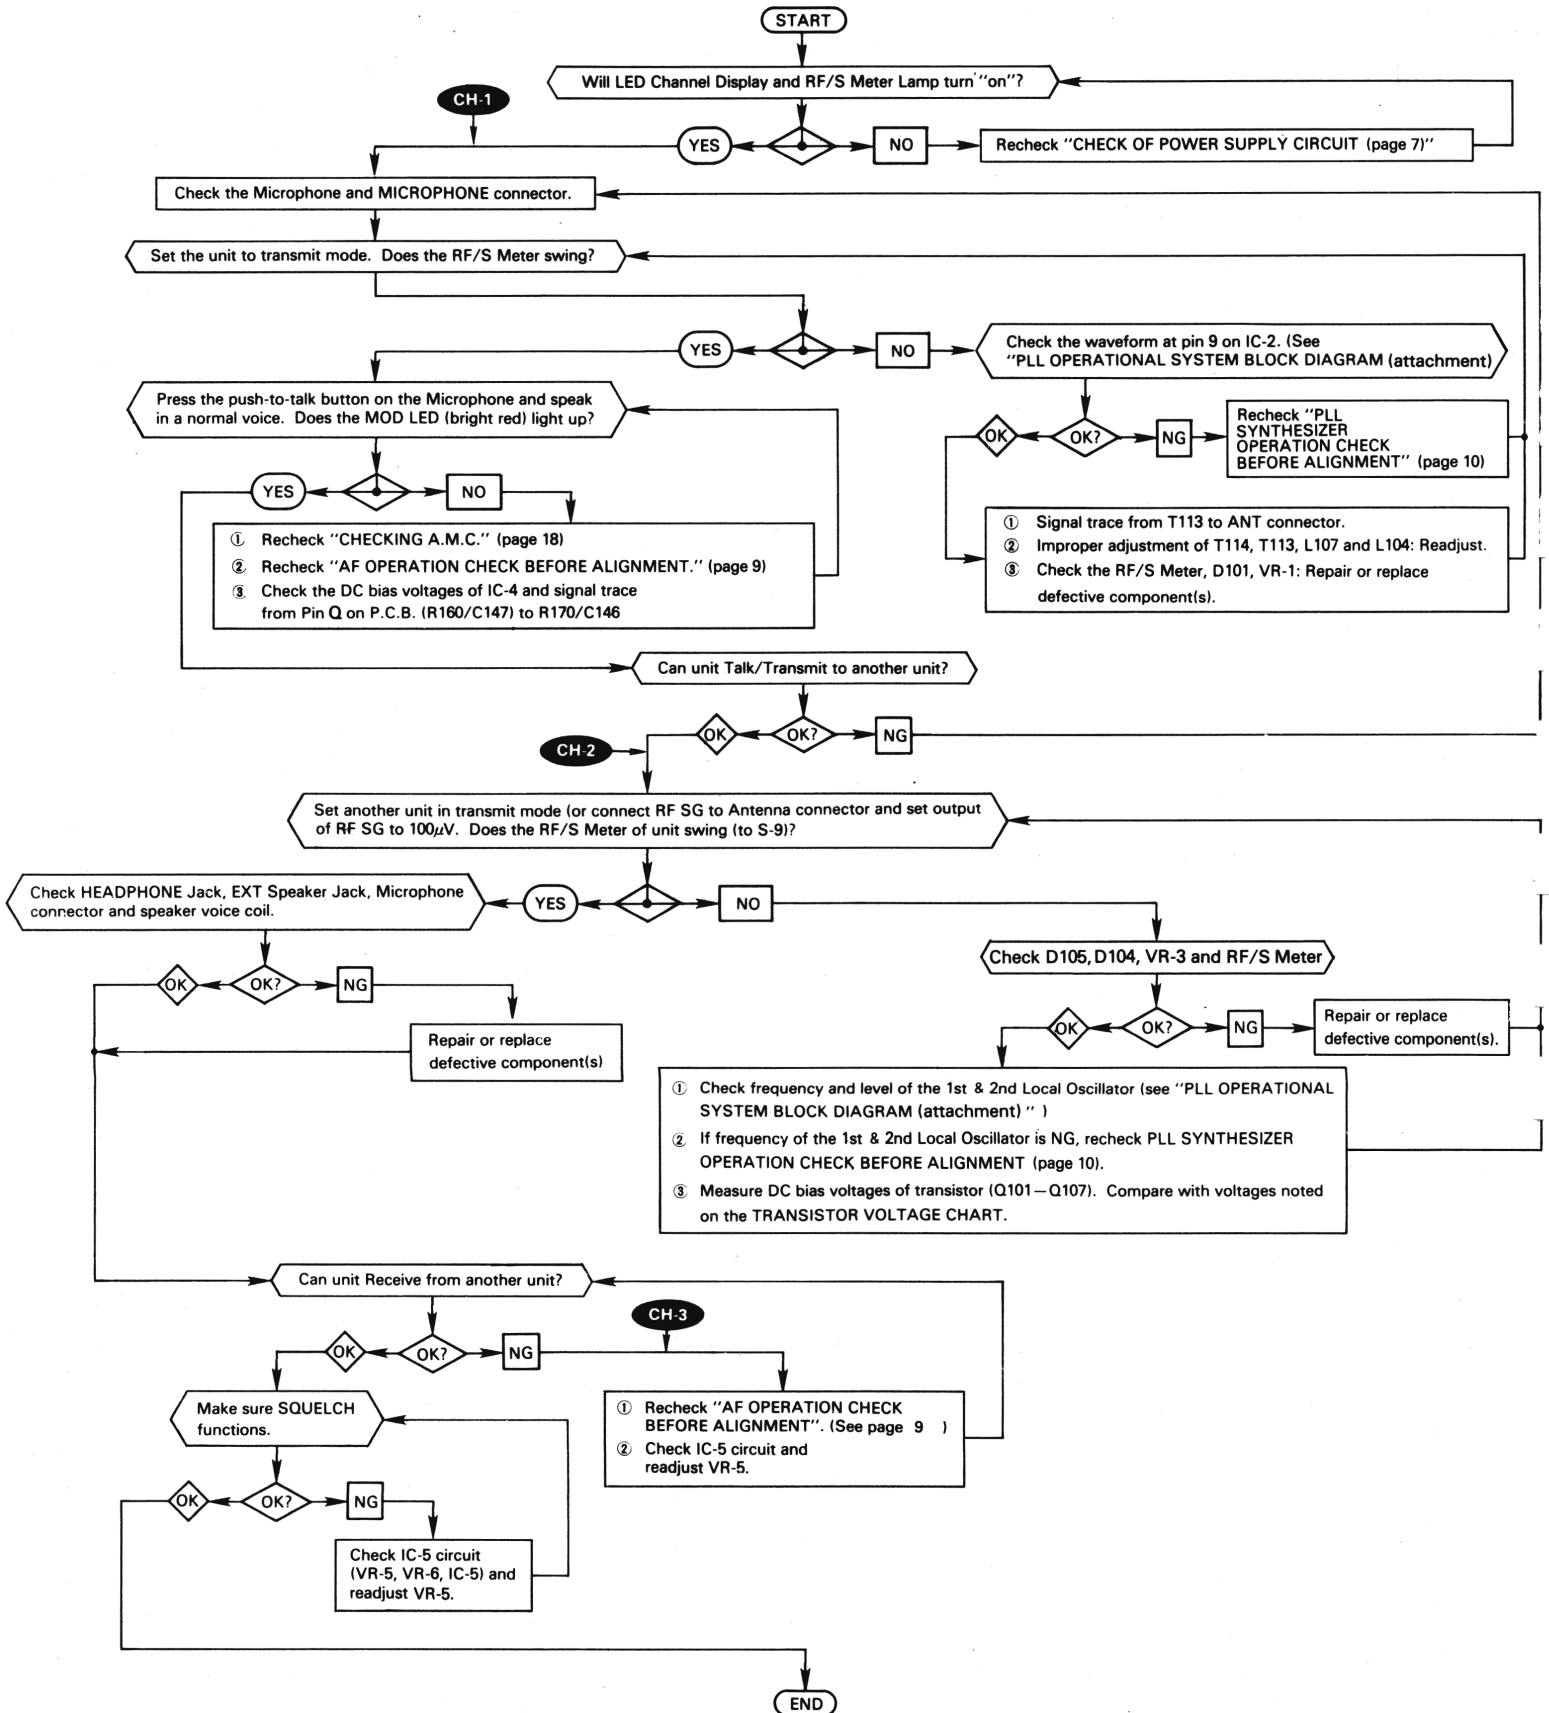 START
Will LED Channel Display and RF/S Meter Lamp turn "on"?
CH-1
YES
NO
Recheck "CHECK OF POWER SUPPLY CIRCUIT (page 7)"
Check the Microphone and MICROPHONE connector.
Set the unit to transmit mode. Does the RF/S Meter swing?
YES
NO
Check the waveform at pin 9 on IC-2. (See
"PLL OPERATIONAL SYSTEM BLOCK DIAGRAM (attachment)
Press the push-to-talk button on the Microphone and speak
in a normal voice. Does the MOD LED (bright red) light up?
OK
OK?
NG
Recheck "PLL
SYNTHESIZER
OPERATION CHECK
BEFORE ALIGNMENT" (page 10)
YES
NO
① Recheck "CHECKING A.M.C." (page 18)
② Recheck "AF OPERATION CHECK BEFORE ALIGNMENT." (page 9)
③ Check the DC bias voltages of IC-4 and signal trace
from Pin Q on P.C.B. (R160/C147) to R170/C146
① Signal trace from T113 to ANT connector.
② Improper adjustment of T114, T113, L107 and L104: Readjust.
③ Check the RF/S Meter, D101, VR-1: Repair or replace
defective component(s).
Can unit Talk/Transmit to another unit?
OK
OK?
NG
CH-2
Set another unit in transmit mode (or connect RF SG to Antenna connector and set output
of RF SG to 100µV. Does the RF/S Meter of unit swing (to S-9)?
Check HEADPHONE Jack, EXT Speaker Jack, Microphone
connector and speaker voice coil.
YES
NO
Check D105, D104, VR-3 and RF/S Meter
OK
OK?
NG
Repair or replace
defective component(s)
OK
OK?
NG
Repair or replace
defective component(s).
① Check frequency and level of the 1st & 2nd Local Oscillator (see "PLL OPERATIONAL
SYSTEM BLOCK DIAGRAM (attachment) " )
② If frequency of the 1st & 2nd Local Oscillator is NG, recheck PLL SYNTHESIZER
OPERATION CHECK BEFORE ALIGNMENT (page 10).
③ Measure DC bias voltages of transistor (Q101—Q107). Compare with voltages noted
on the TRANSISTOR VOLTAGE CHART.
Can unit Receive from another unit?
CH-3
OK
OK?
NG
Make sure SQUELCH
functions.
① Recheck "AF OPERATION CHECK
BEFORE ALIGNMENT". (See page 9 )
② Check IC-5 circuit and
readjust VR-5.
OK
OK?
NG
Check IC-5 circuit
(VR-5, VR-6, IC-5) and
readjust VR-5.
END